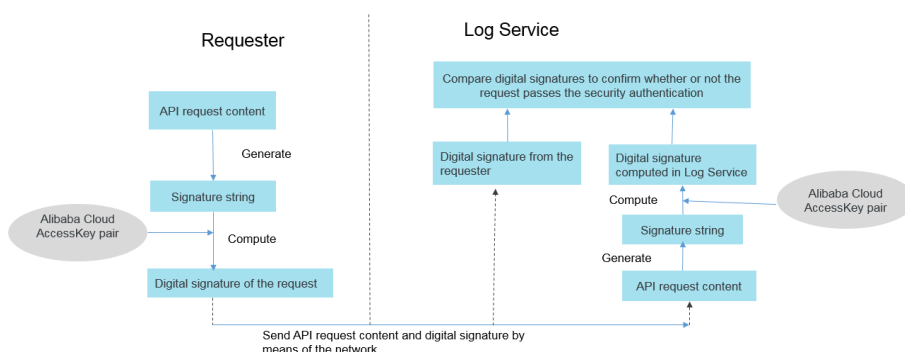 Requester
API request content
Generate
Signature string
Alibaba Cloud
AccessKey pair
Compute
Digital signature of the request
Log Service
Compare digital signatures to confirm whether or not the
request passes the security authentication
Digital signature from the
requester
Digital signature
computed in Log Service
Alibaba Cloud
AccessKey pair
Compute
Signature string
Generate
API request content
Send API request content and digital signature by
means of the network